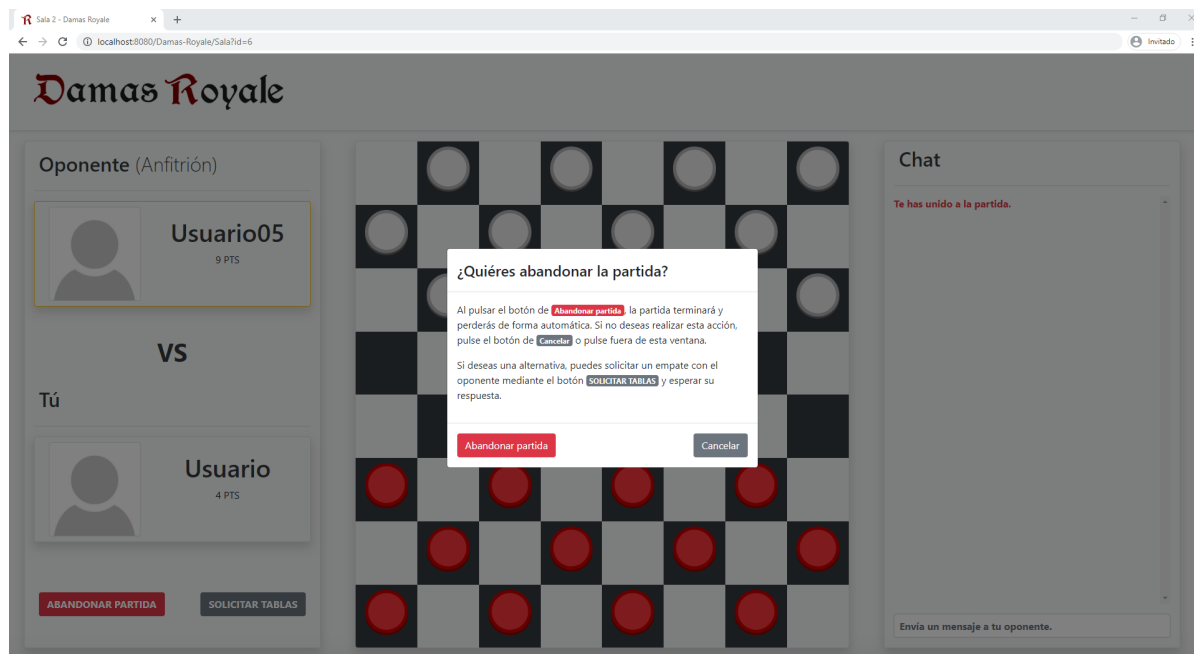 Sala 2 - Damas Royale
localhost:8080/Damas-Royale/Sala?id=6
Invitado
Damas Royale
Oponente (Anfitrión)
Usuario05
9 PTS
VS
Tú
Usuario
4 PTS
ABANDONAR PARTIDA
SOLICITAR TABLAS
¿Quiéres abandonar la partida?
Al pulsar el botón de Abandonar partida, la partida terminará y
perderás de forma automática. Si no deseas realizar esta acción,
pulse el botón de Cancelar o pulse fuera de esta ventana.
Si deseas una alternativa, puedes solicitar un empate con el
oponente mediante el botón SOLICITAR TABLAS y esperar su
respuesta.
Abandonar partida
Cancelar
Chat
Te has unido a la partida.
Envía un mensaje a tu oponente.